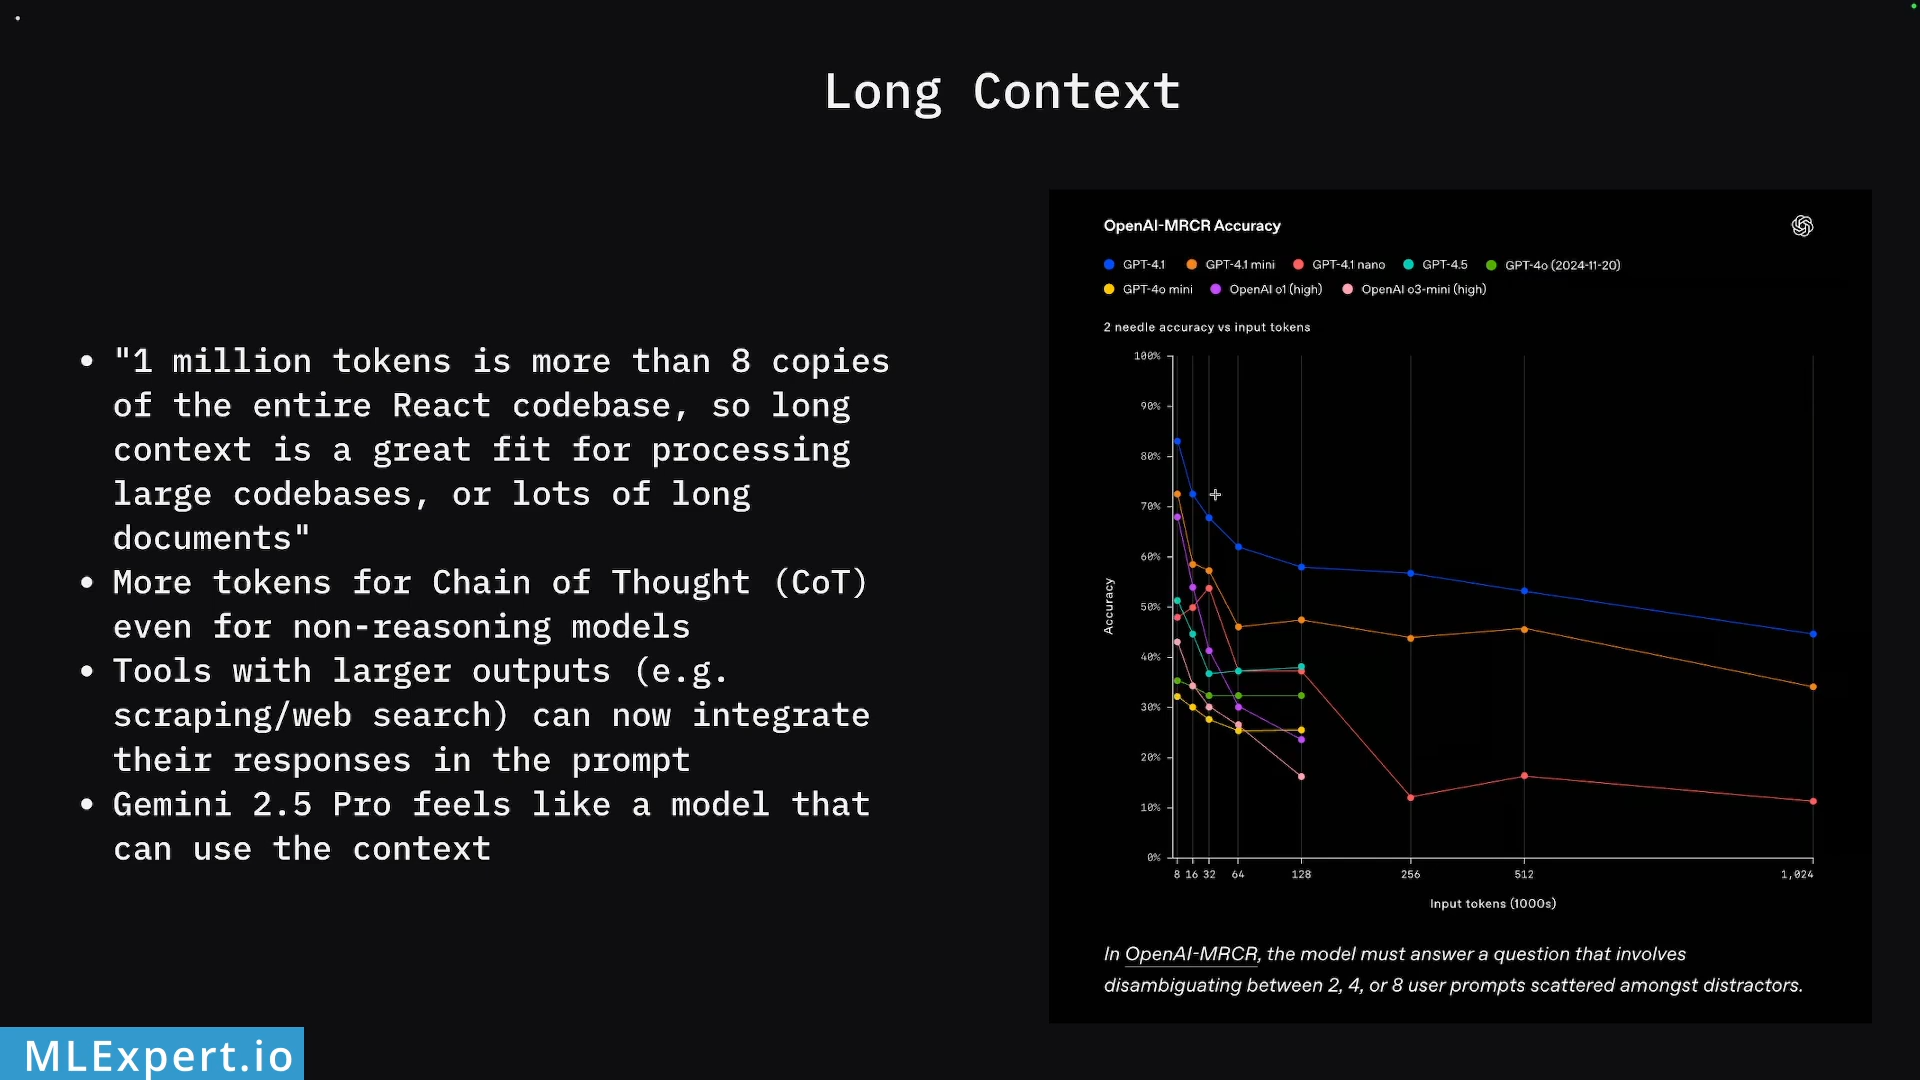 Long Context
• "1 million tokens is more than 8 copies
of the entire React codebase, so long
context is a great fit for processing
large codebases, or lots of long
documents"
• More tokens for Chain of Thought (CoT)
even for non-reasoning models
• Tools with larger outputs (e.g.
scraping/web search) can now integrate
their responses in the prompt
• Gemini 2.5 Pro feels like a model that
can use the context
OpenAI-MRCR Accuracy
GPT-4.1 GPT-4.1 mini GPT-4.1 nano GPT-4.5 GPT-4o (2024-11-20)
GPT-4o mini OpenAI o1 (high) OpenAI o3-mini (high)
2 needle accuracy vs input tokens
100%
90%
80%
70%
60%
50%
40%
30%
20%
10%
0%
Accuracy
8 16 32 64 128 256 512 1,024
Input tokens (1000s)
In OpenAI-MRCR, the model must answer a question that involves
disambiguating between 2, 4, or 8 user prompts scattered amongst distractors.
MLExpert.io